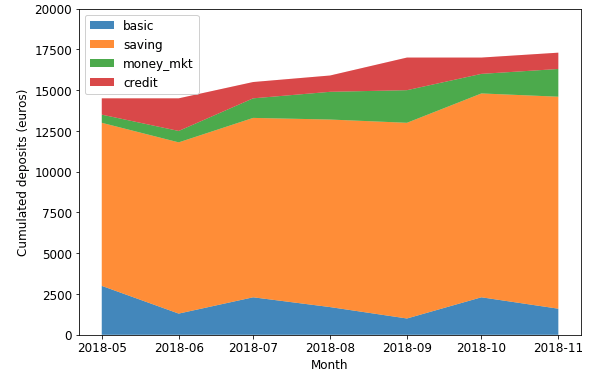 20000
17500
15000
12500
10000
7500
5000
2500
0
Cumulated deposits (euros)
basic
saving
money_mkt
credit
2018-05 2018-06 2018-07 2018-08 2018-09 2018-10 2018-11
Month